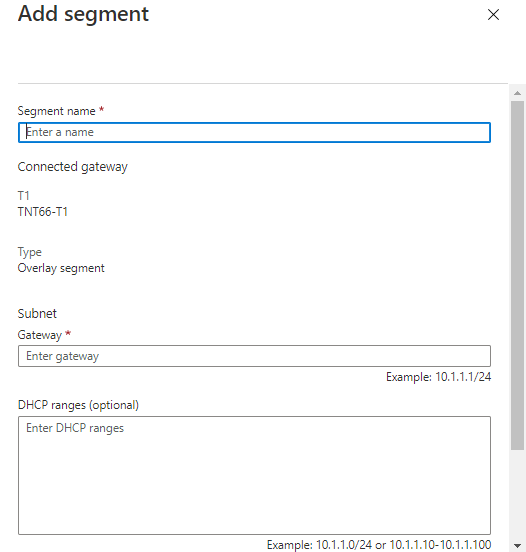 Add segment
Segment name *
Enter a name
Connected gateway
T1
TNT66-T1
Type
Overlay segment
Subnet
Gateway *
Enter gateway
Example: 10.1.1.1/24
DHCP ranges (optional)
Enter DHCP ranges
Example: 10.1.1.0/24 or 10.1.1.10-10.1.1.100